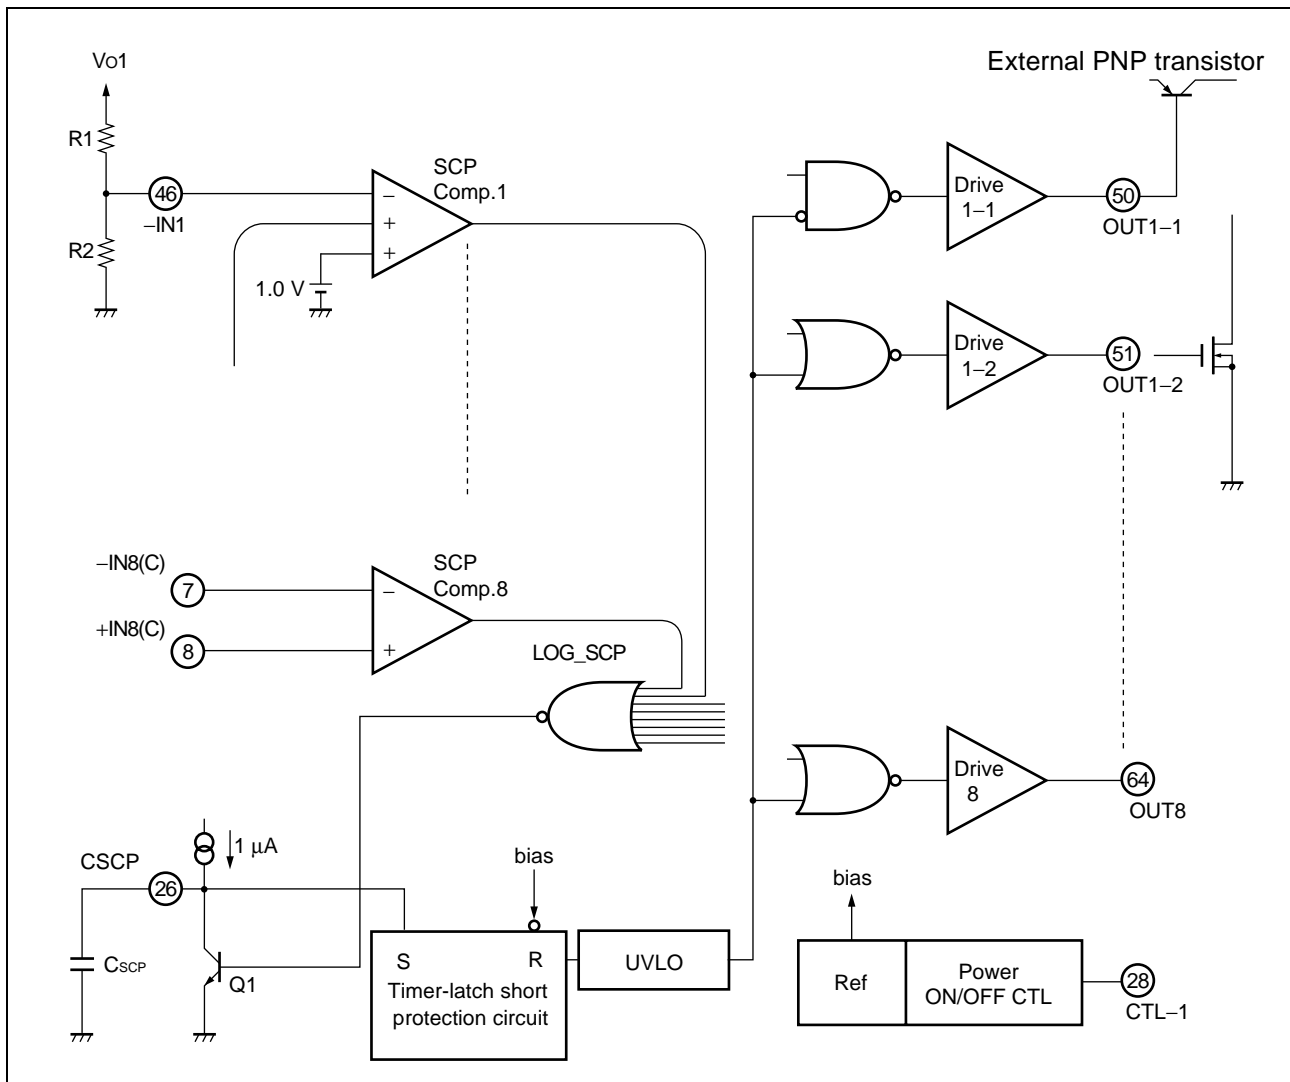 External PNP transistor
Vo1
R1
R2
46
−IN1
SCP
Comp.1
−
+
+
1.0 V
Drive
1−1
50
OUT1−1
Drive
1−2
51
OUT1−2
−IN8(C)
7
+IN8(C)
8
SCP
Comp.8
−
+
LOG_SCP
Drive
8
64
OUT8
1 μA
CSCP
26
CSCP
Q1
bias
S
R
Timer-latch short
protection circuit
UVLO
bias
Ref
Power
ON/OFF CTL
28
CTL−1